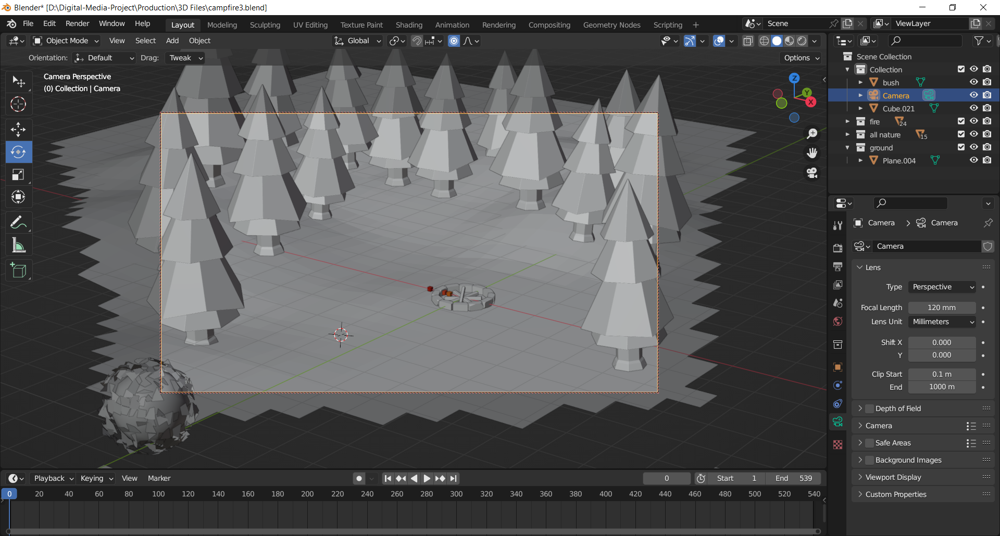 Blender* [D:\Digital-Media-Project\Production\3D Files\campfire3.blend]
File Edit Render Window Help Layout Modeling Sculpting UV Editing Texture Paint Shading Animation Rendering Compositing Geometry Nodes Scripting + Scene ViewLayer
Object Mode View Select Add Object Global
Orientation: Default Drag: Tweak Options
Camera Perspective
(0) Collection | Camera
Z
Y
X
Scene Collection
Collection
bush
Camera
Cube.021
fire 24
all nature 15
ground
Plane.004
Camera > Camera
Camera
Lens
Type Perspective
Focal Length 120 mm
Lens Unit Millimeters
Shift X 0.000
Y 0.000
Clip Start 0.1 m
End 1000 m
Depth of Field
Camera
Safe Areas
Background Images
Viewport Display
Custom Properties
Playback Keying View Marker 0 Start 1 End 539
0 20 40 60 80 100 120 140 160 180 200 220 240 260 280 300 320 340 360 380 400 420 440 460 480 500 520 540